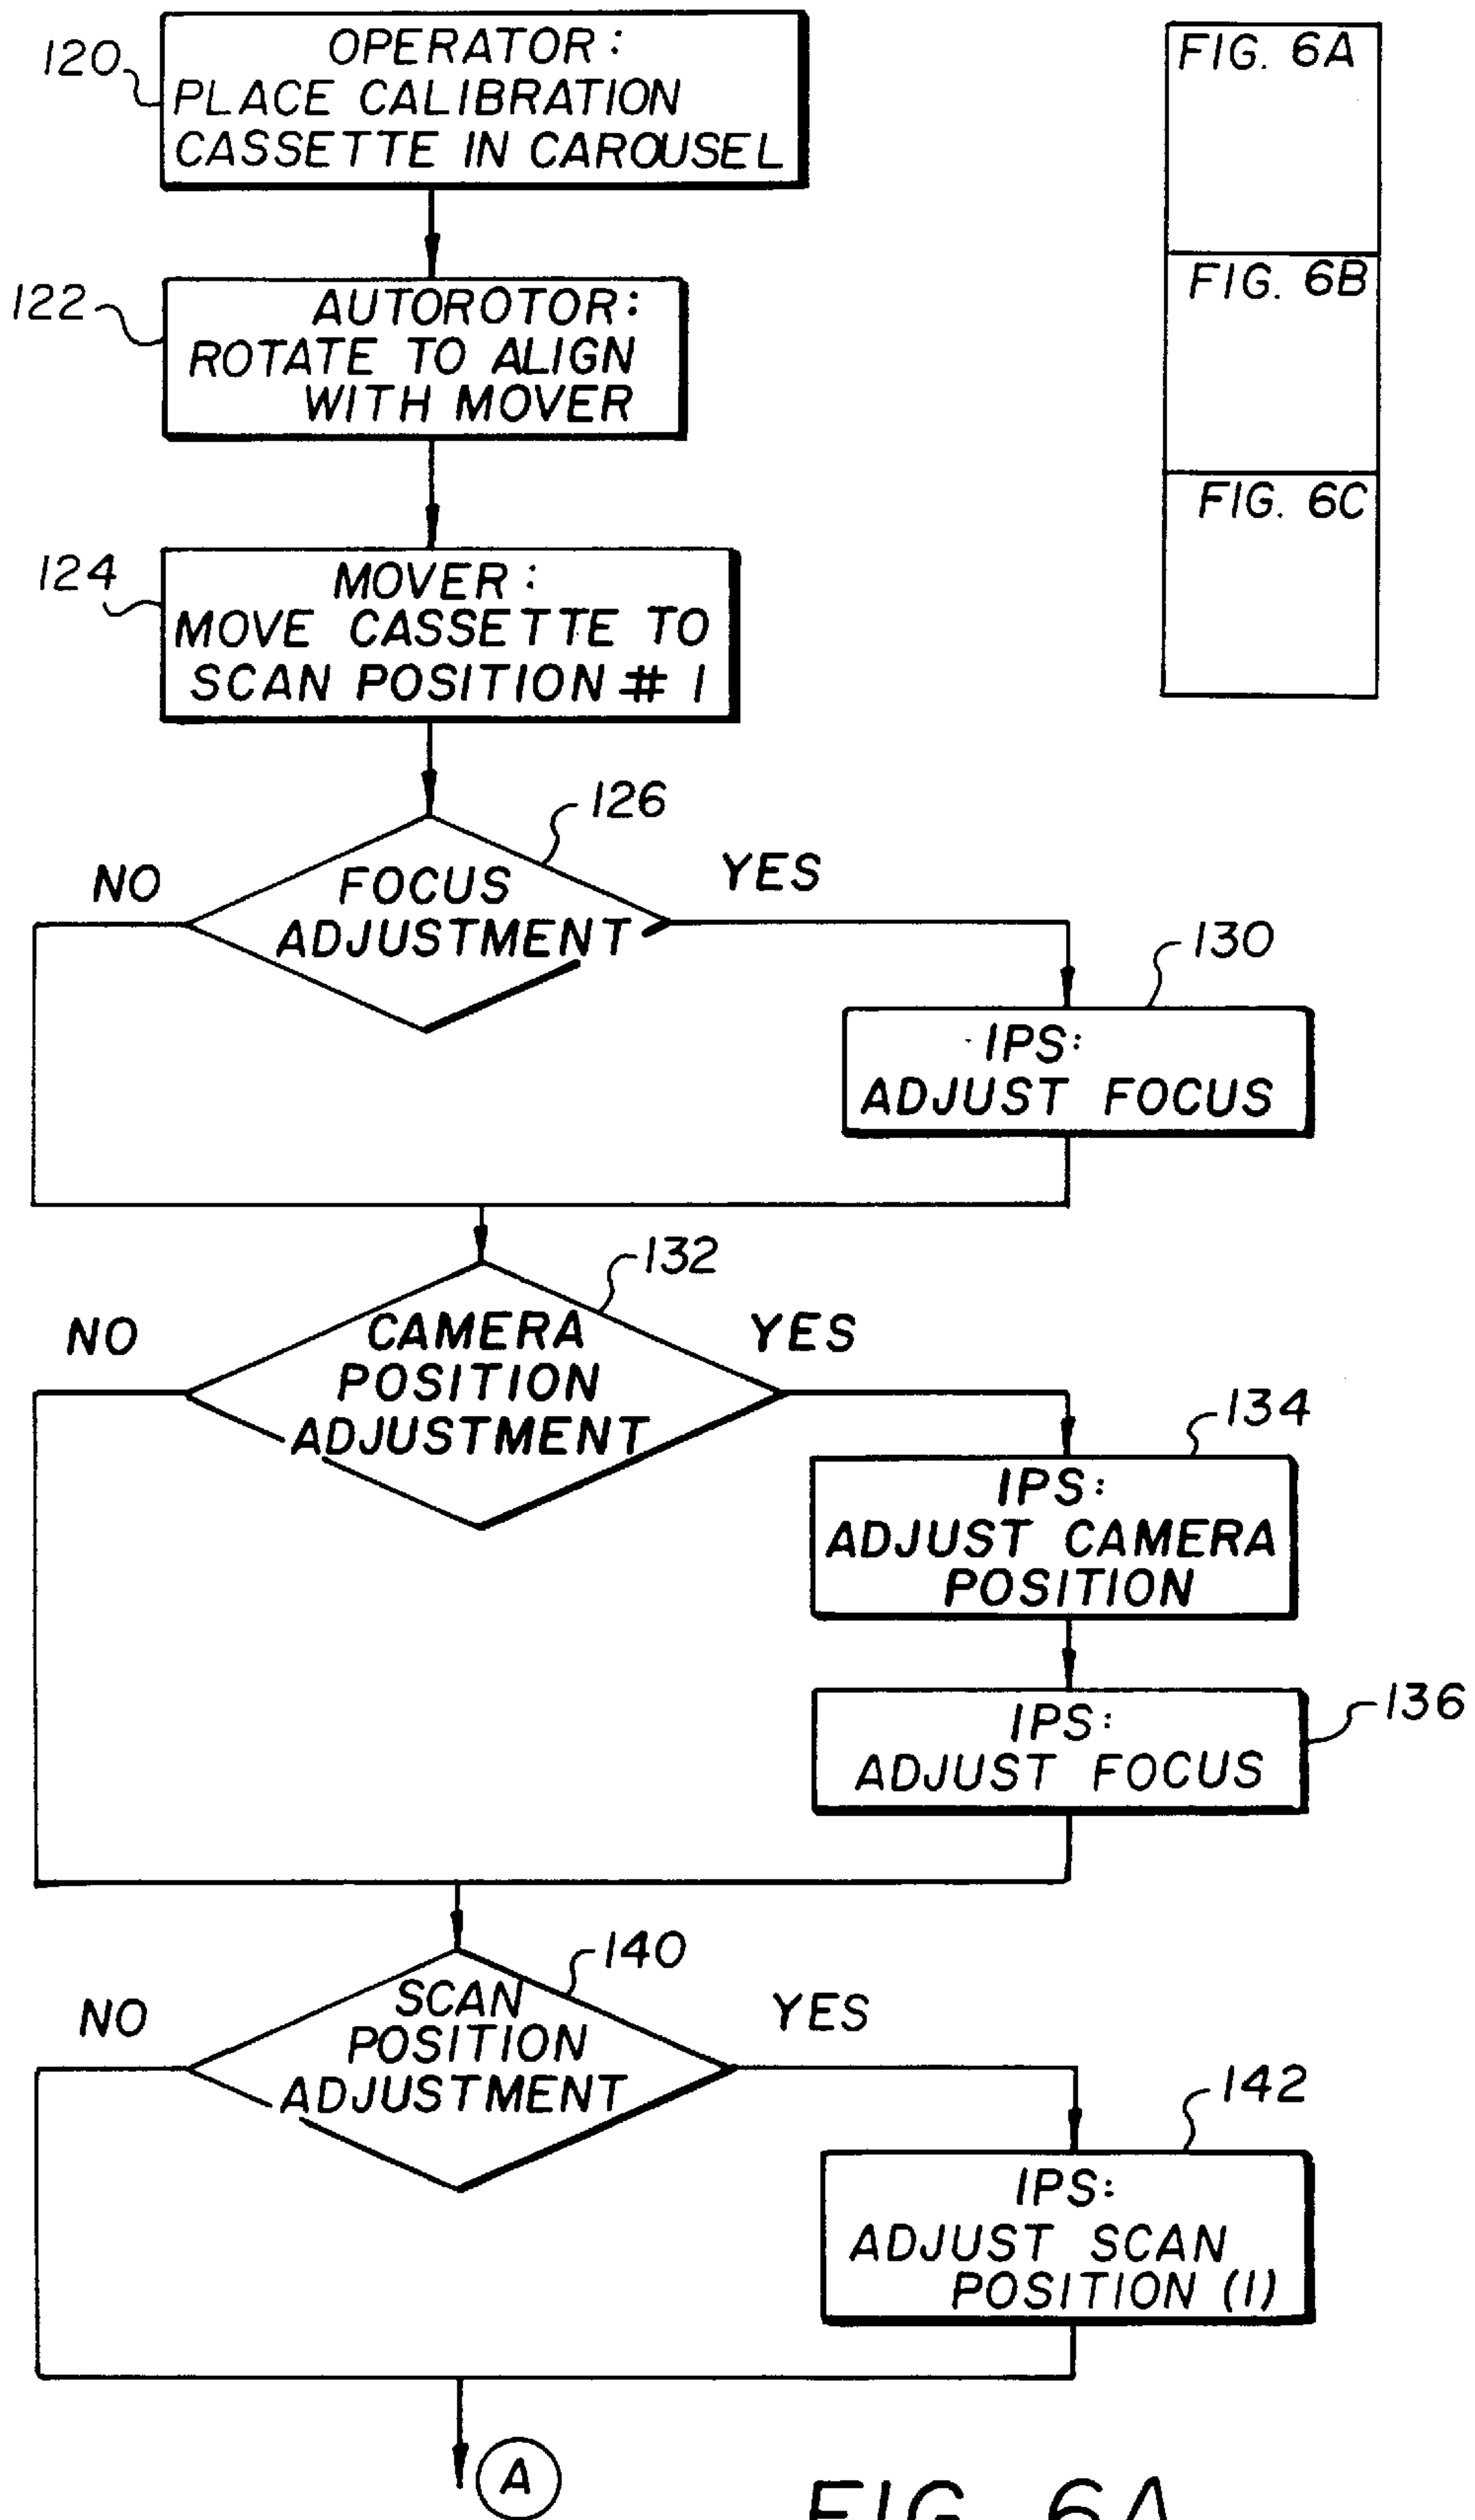 120
OPERATOR:
PLACE CALIBRATION
CASSETTE IN CAROUSEL
FIG. 6A
FIG. 6B
FIG. 6C
122
AUTOROTOR:
ROTATE TO ALIGN
WITH MOVER
124
MOVER:
MOVE CASSETTE TO
SCAN POSITION # 1
126
NO
FOCUS
ADJUSTMENT
YES
130
IPS:
ADJUST FOCUS
132
NO
CAMERA
POSITION
ADJUSTMENT
YES
134
IPS:
ADJUST CAMERA
POSITION
136
IPS:
ADJUST FOCUS
140
NO
SCAN
POSITION
ADJUSTMENT
YES
142
IPS:
ADJUST SCAN
POSITION (1)
A
FIG. 6A